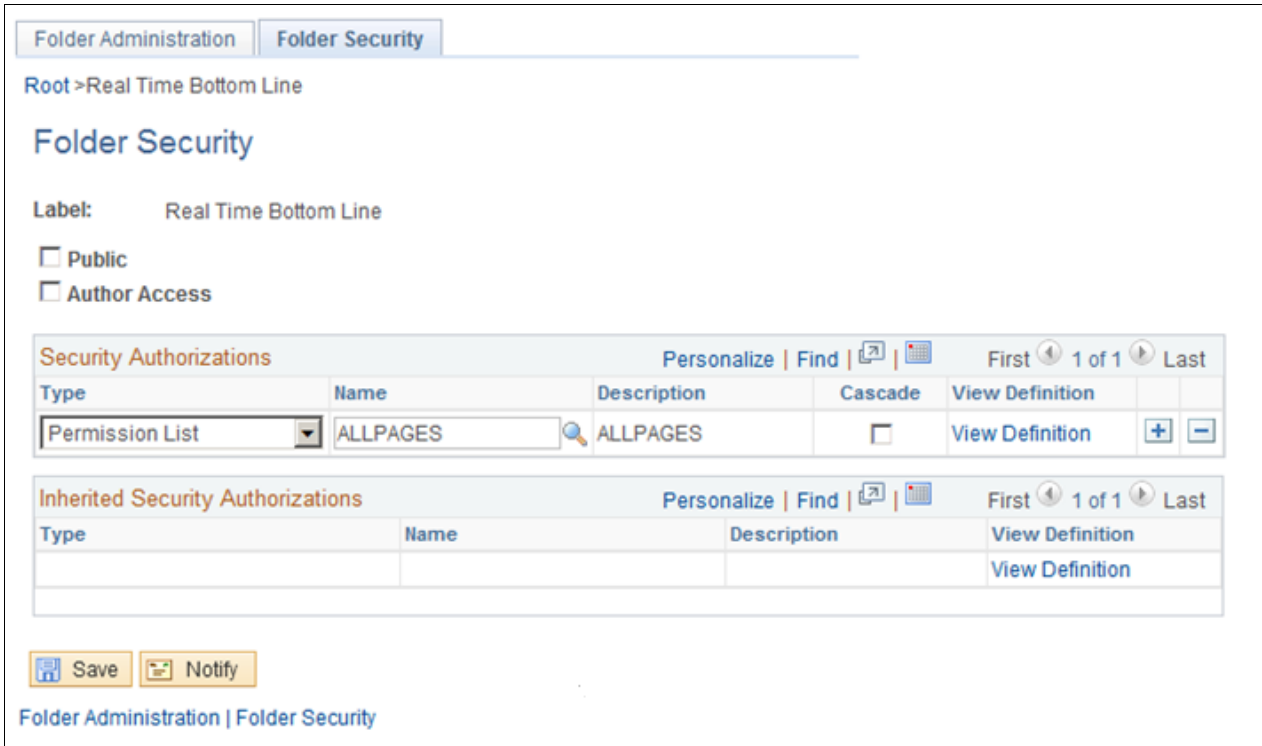 Folder Administration Folder Security
Root >Real Time Bottom Line
Folder Security
Label: Real Time Bottom Line
Public
Author Access
Security Authorizations Personalize | Find | | First 1 of 1 Last
Type Name Description Cascade View Definition
Permission List ALLPAGES ALLPAGES View Definition
Inherited Security Authorizations Personalize | Find | | First 1 of 1 Last
Type Name Description View Definition
View Definition
Save Notify
Folder Administration | Folder Security